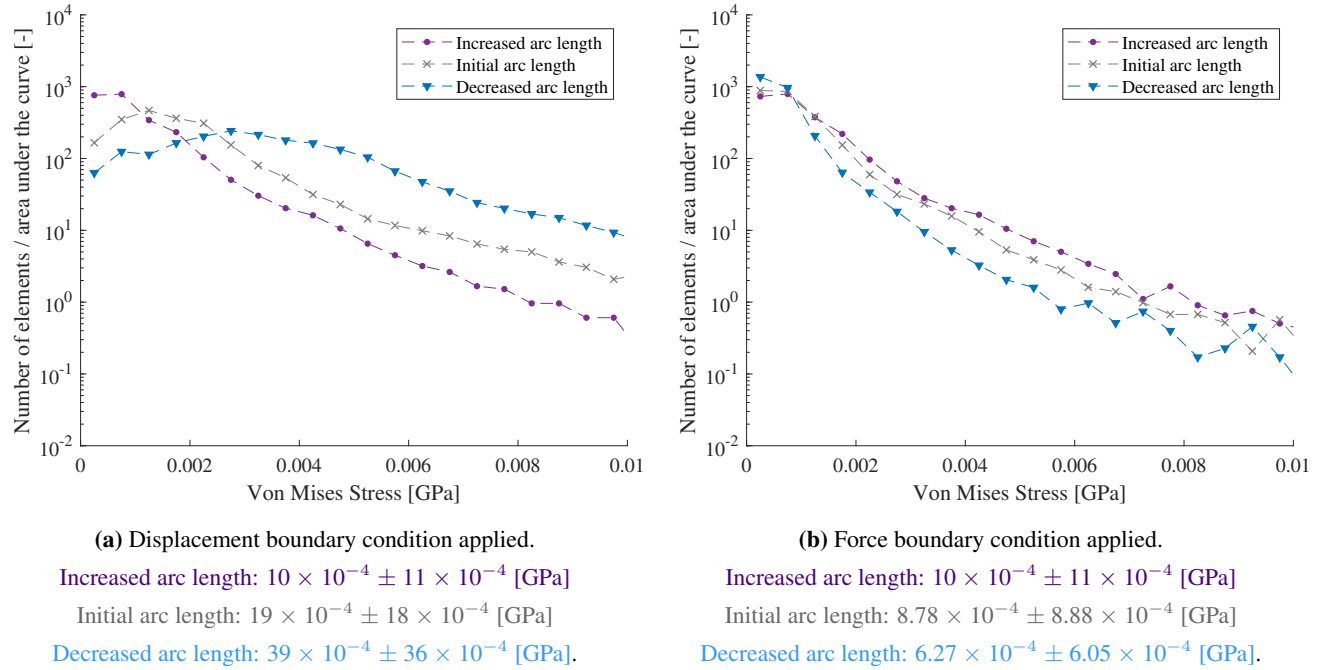 Number of elements / area under the curve [-]
10^4
10^3
10^2
10^1
10^0
10^-1
10^-2
Increased arc length
Initial arc length
Decreased arc length
0 0.002 0.004 0.006 0.008 0.01
Von Mises Stress [GPa]
(a) Displacement boundary condition applied.
Increased arc length: 10 × 10^−4 ± 11 × 10^−4 [GPa]
Initial arc length: 19 × 10^−4 ± 18 × 10^−4 [GPa]
Decreased arc length: 39 × 10^−4 ± 36 × 10^−4 [GPa].
Number of elements / area under the curve [-]
10^4
10^3
10^2
10^1
10^0
10^-1
10^-2
Increased arc length
Initial arc length
Decreased arc length
0 0.002 0.004 0.006 0.008 0.01
Von Mises Stress [GPa]
(b) Force boundary condition applied.
Increased arc length: 10 × 10^−4 ± 11 × 10^−4 [GPa]
Initial arc length: 8.78 × 10^−4 ± 8.88 × 10^−4 [GPa]
Decreased arc length: 6.27 × 10^−4 ± 6.05 × 10^−4 [GPa].